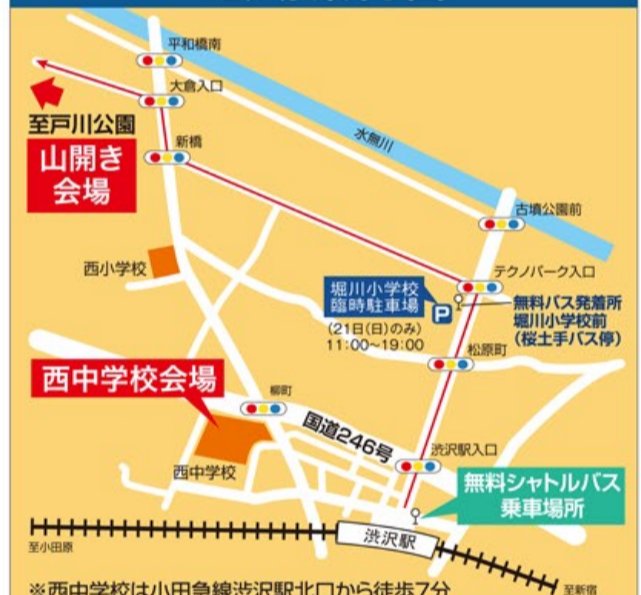 平和橋南
大倉入口
至戸川公園
山開き
会場
新橋
水無川
古墳公園前
西小学校
テクノパーク入口
堀川小学校
臨時駐車場
P
(21日(日)のみ)
11:00~19:00
無料バス発着所
堀川小学校前
(桜土手バス停)
松原町
西中学校会場
柳町
国道246号
渋沢駅入口
西中学校
無料シャトルバス
乗車場所
渋沢駅
至小田原
至新宿
※西中学校は小田急線渋沢駅北口から徒歩7分